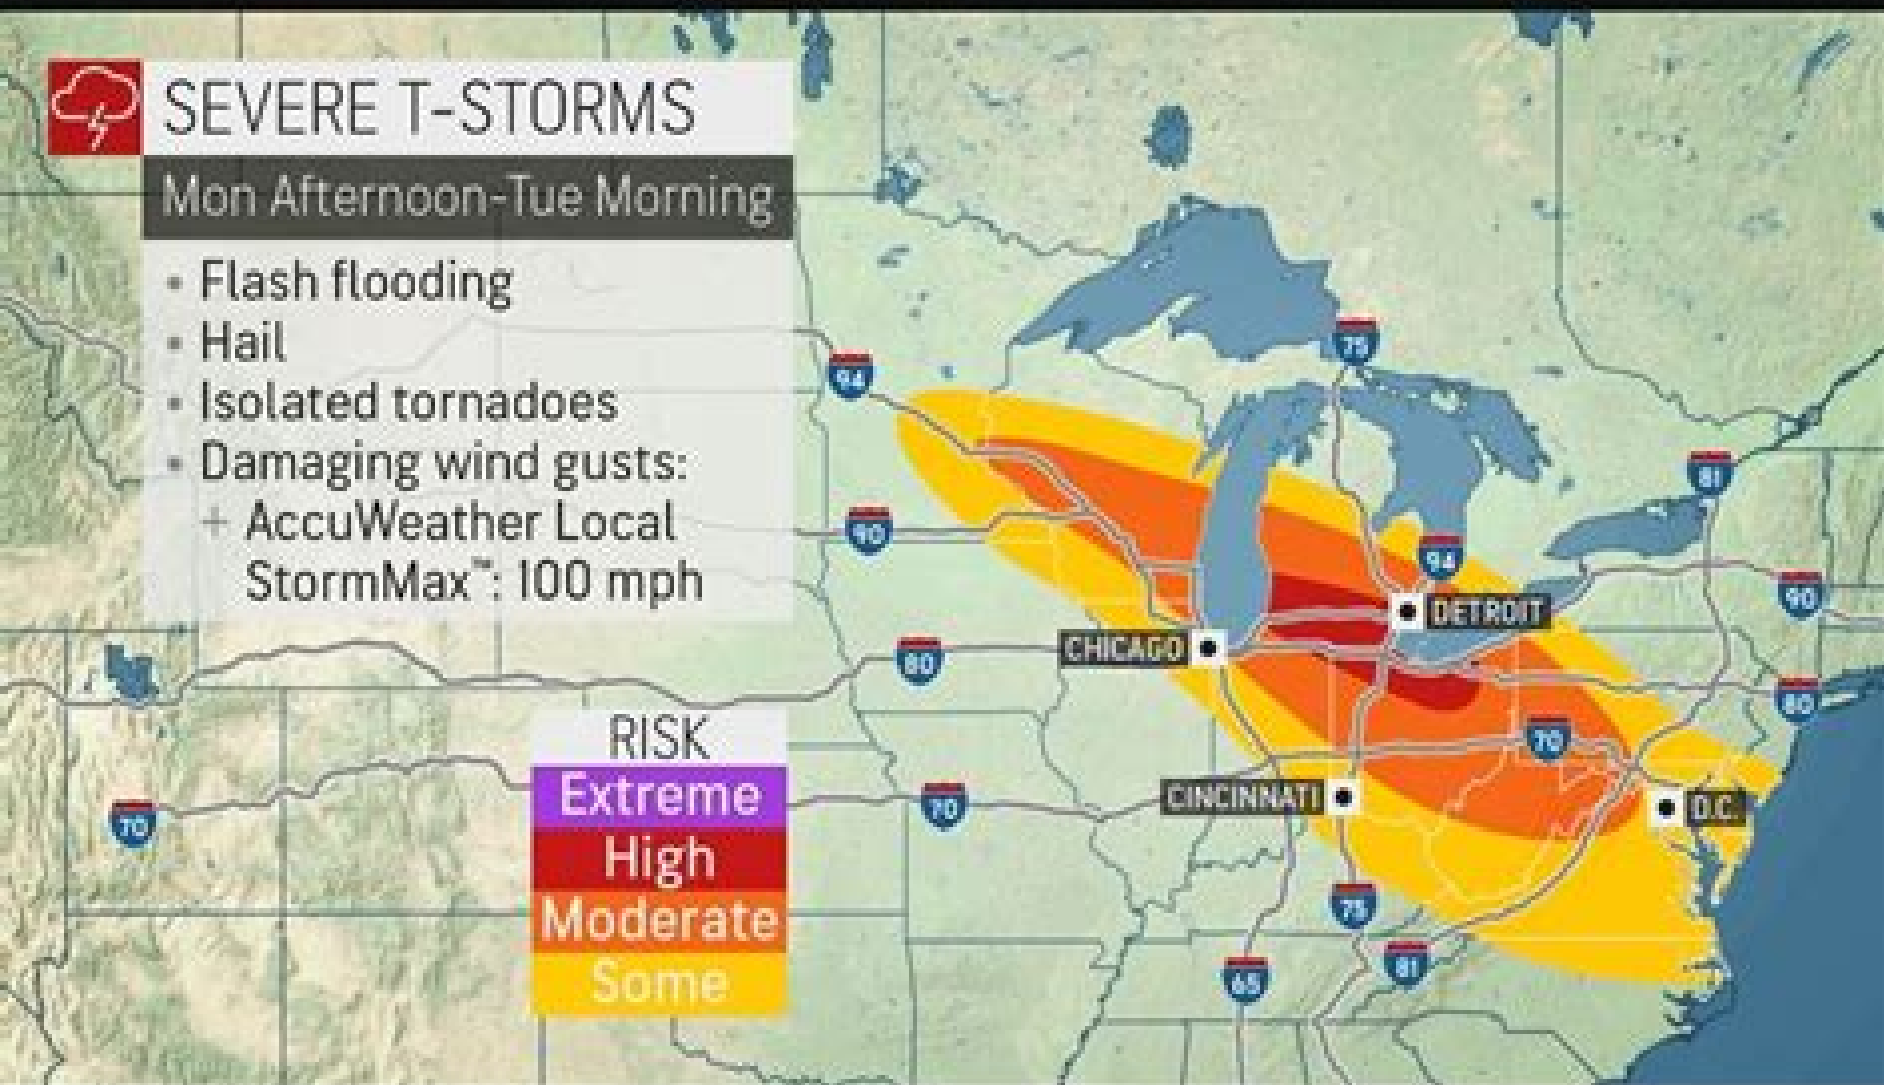 SEVERE T-STORMS
Mon Afternoon-Tue Morning
• Flash flooding
• Hail
• Isolated tornadoes
• Damaging wind gusts:
+ AccuWeather Local
StormMax™: 100 mph
75
94
81
90
94
90
DETROIT
CHICAGO
80
80
RISK
Extreme
High
Moderate
Some
70
CINCINNATI
D.C.
70
70
75
81
65